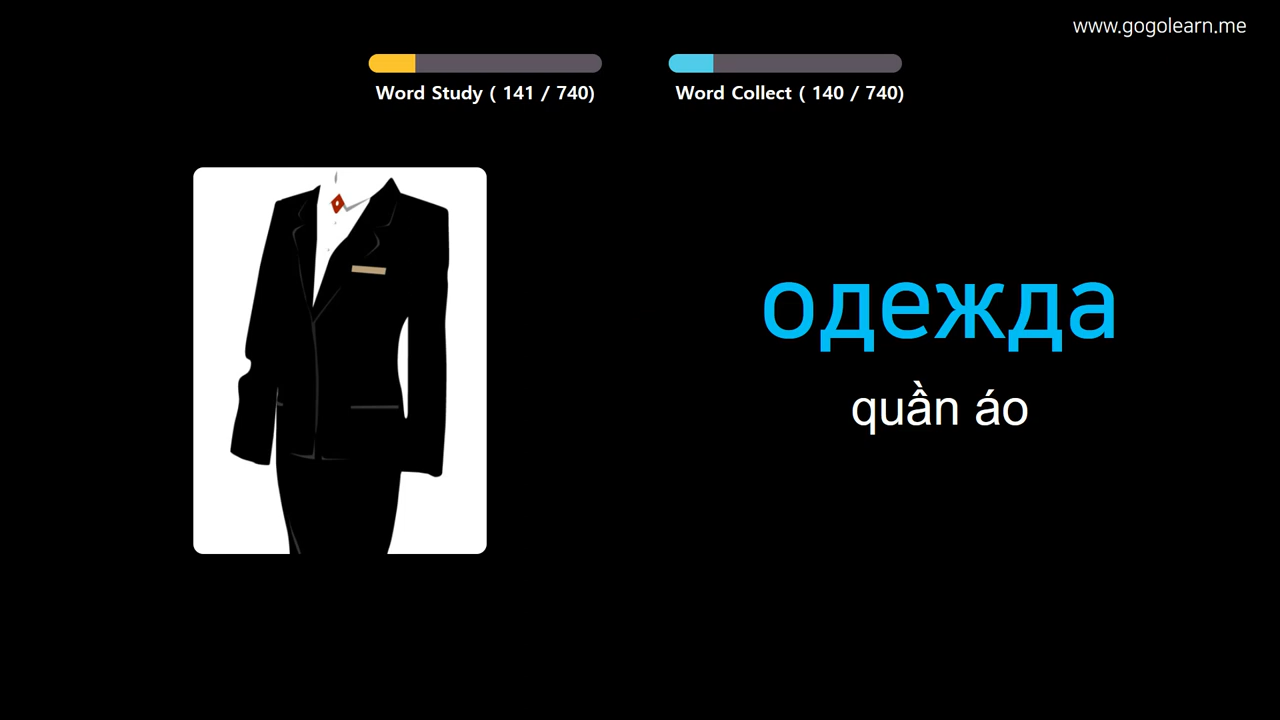 www.gogolearn.me
Word Study ( 141 / 740)
Word Collect ( 140 / 740)
одежда
quần áo